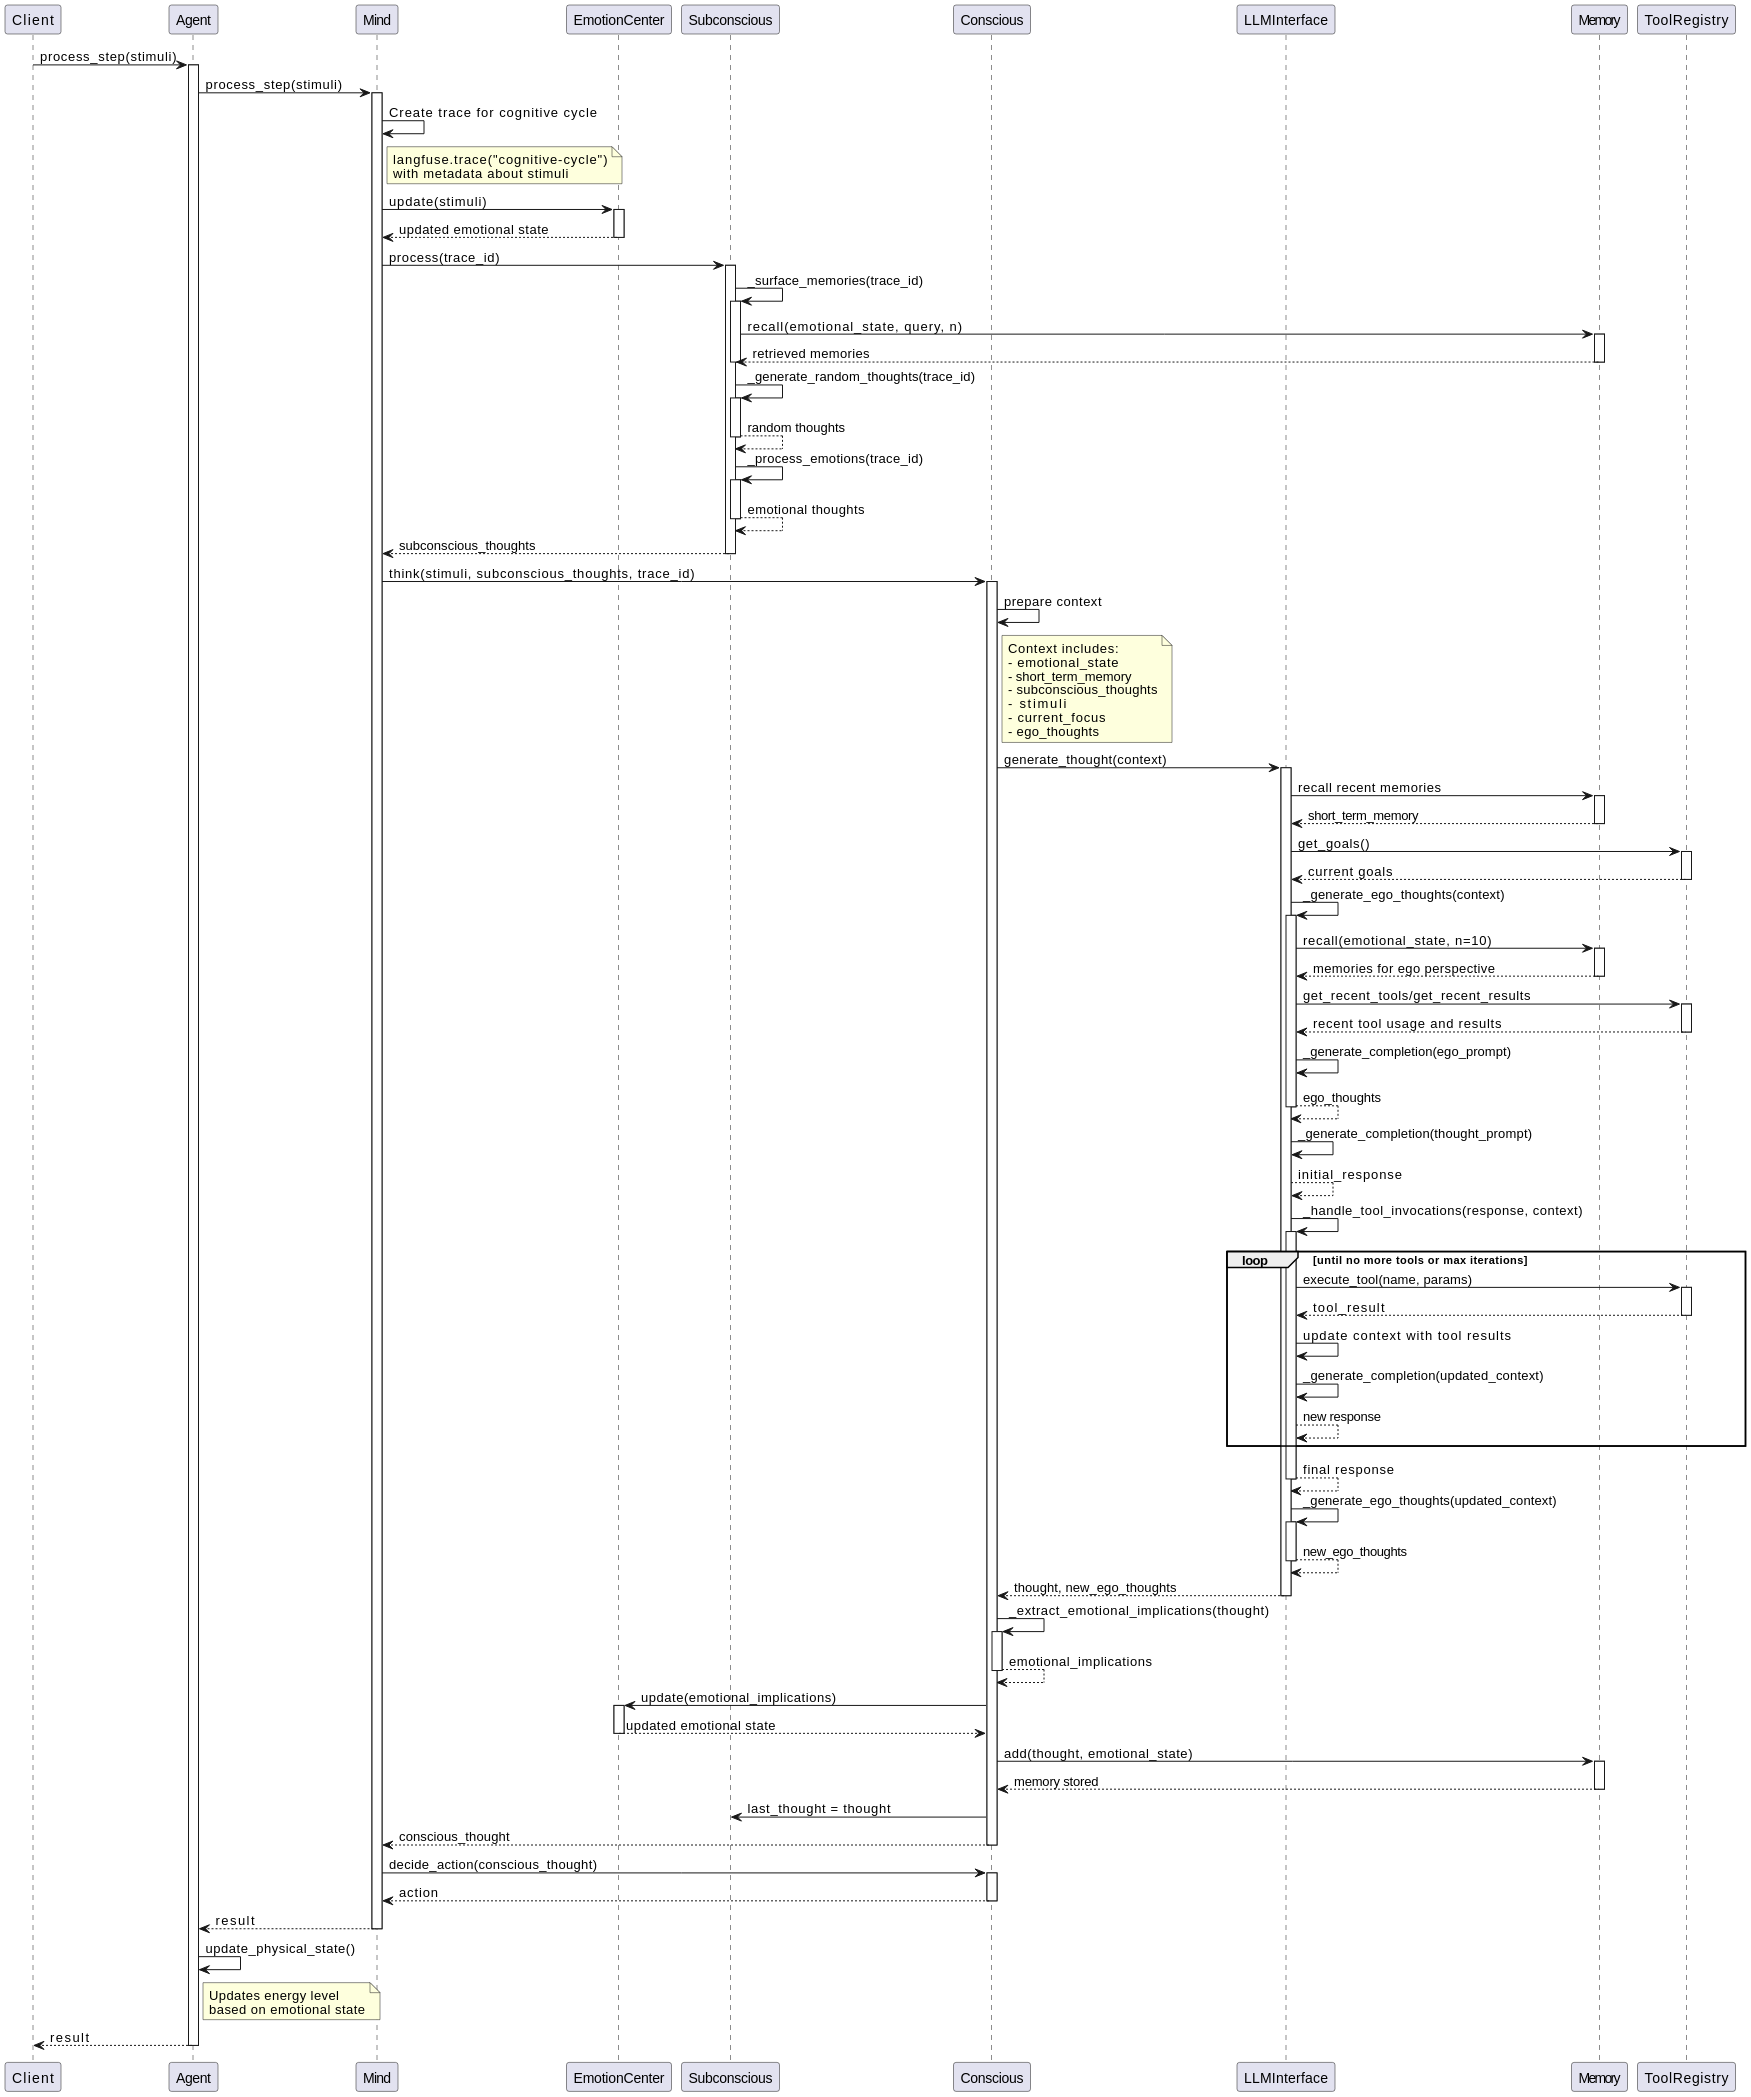 Client
Agent
Mind
EmotionCenter
Subconscious
Conscious
LLMInterface
Memory
ToolRegistry
process_step(stimuli)
process_step(stimuli)
Create trace for cognitive cycle
langfuse.trace("cognitive-cycle")
with metadata about stimuli
update(stimuli)
updated emotional state
process(trace_id)
_surface_memories(trace_id)
recall(emotional_state, query, n)
retrieved memories
_generate_random_thoughts(trace_id)
random thoughts
_process_emotions(trace_id)
emotional thoughts
subconscious_thoughts
think(stimuli, subconscious_thoughts, trace_id)
prepare context
Context includes:
- emotional_state
- short_term_memory
- subconscious_thoughts
- stimuli
- current_focus
- ego_thoughts
generate_thought(context)
recall recent memories
short_term_memory
get_goals()
current goals
_generate_ego_thoughts(context)
recall(emotional_state, n=10)
memories for ego perspective
get_recent_tools/get_recent_results
recent tool usage and results
_generate_completion(ego_prompt)
ego_thoughts
_generate_completion(thought_prompt)
initial_response
_handle_tool_invocations(response, context)
loop
[until no more tools or max iterations]
execute_tool(name, params)
tool_result
update context with tool results
_generate_completion(updated_context)
new response
final response
_generate_ego_thoughts(updated_context)
new_ego_thoughts
thought, new_ego_thoughts
_extract_emotional_implications(thought)
emotional_implications
update(emotional_implications)
updated emotional state
add(thought, emotional_state)
memory stored
last_thought = thought
conscious_thought
decide_action(conscious_thought)
action
result
update_physical_state()
Updates energy level
based on emotional state
result
Client
Agent
Mind
EmotionCenter
Subconscious
Conscious
LLMInterface
Memory
ToolRegistry